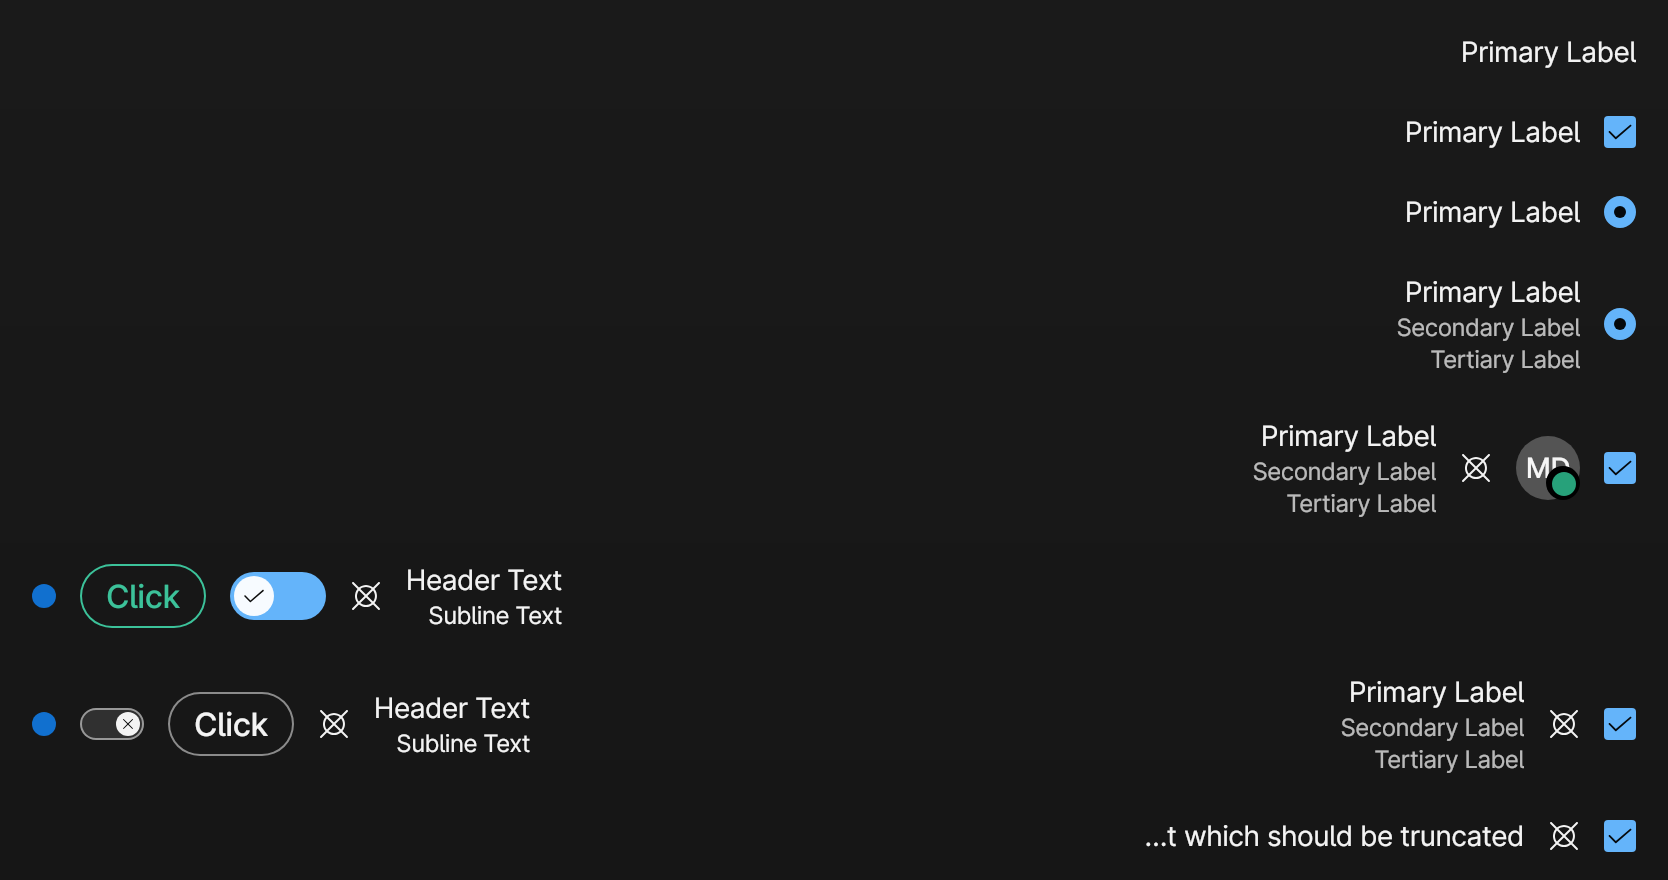 Primary Label
Primary Label
Primary Label
Primary Label
Secondary Label
Tertiary Label
Primary Label
Secondary Label
Tertiary Label
MD
Click
Header Text
Subline Text
Click
Header Text
Subline Text
Primary Label
Secondary Label
Tertiary Label
...t which should be truncated